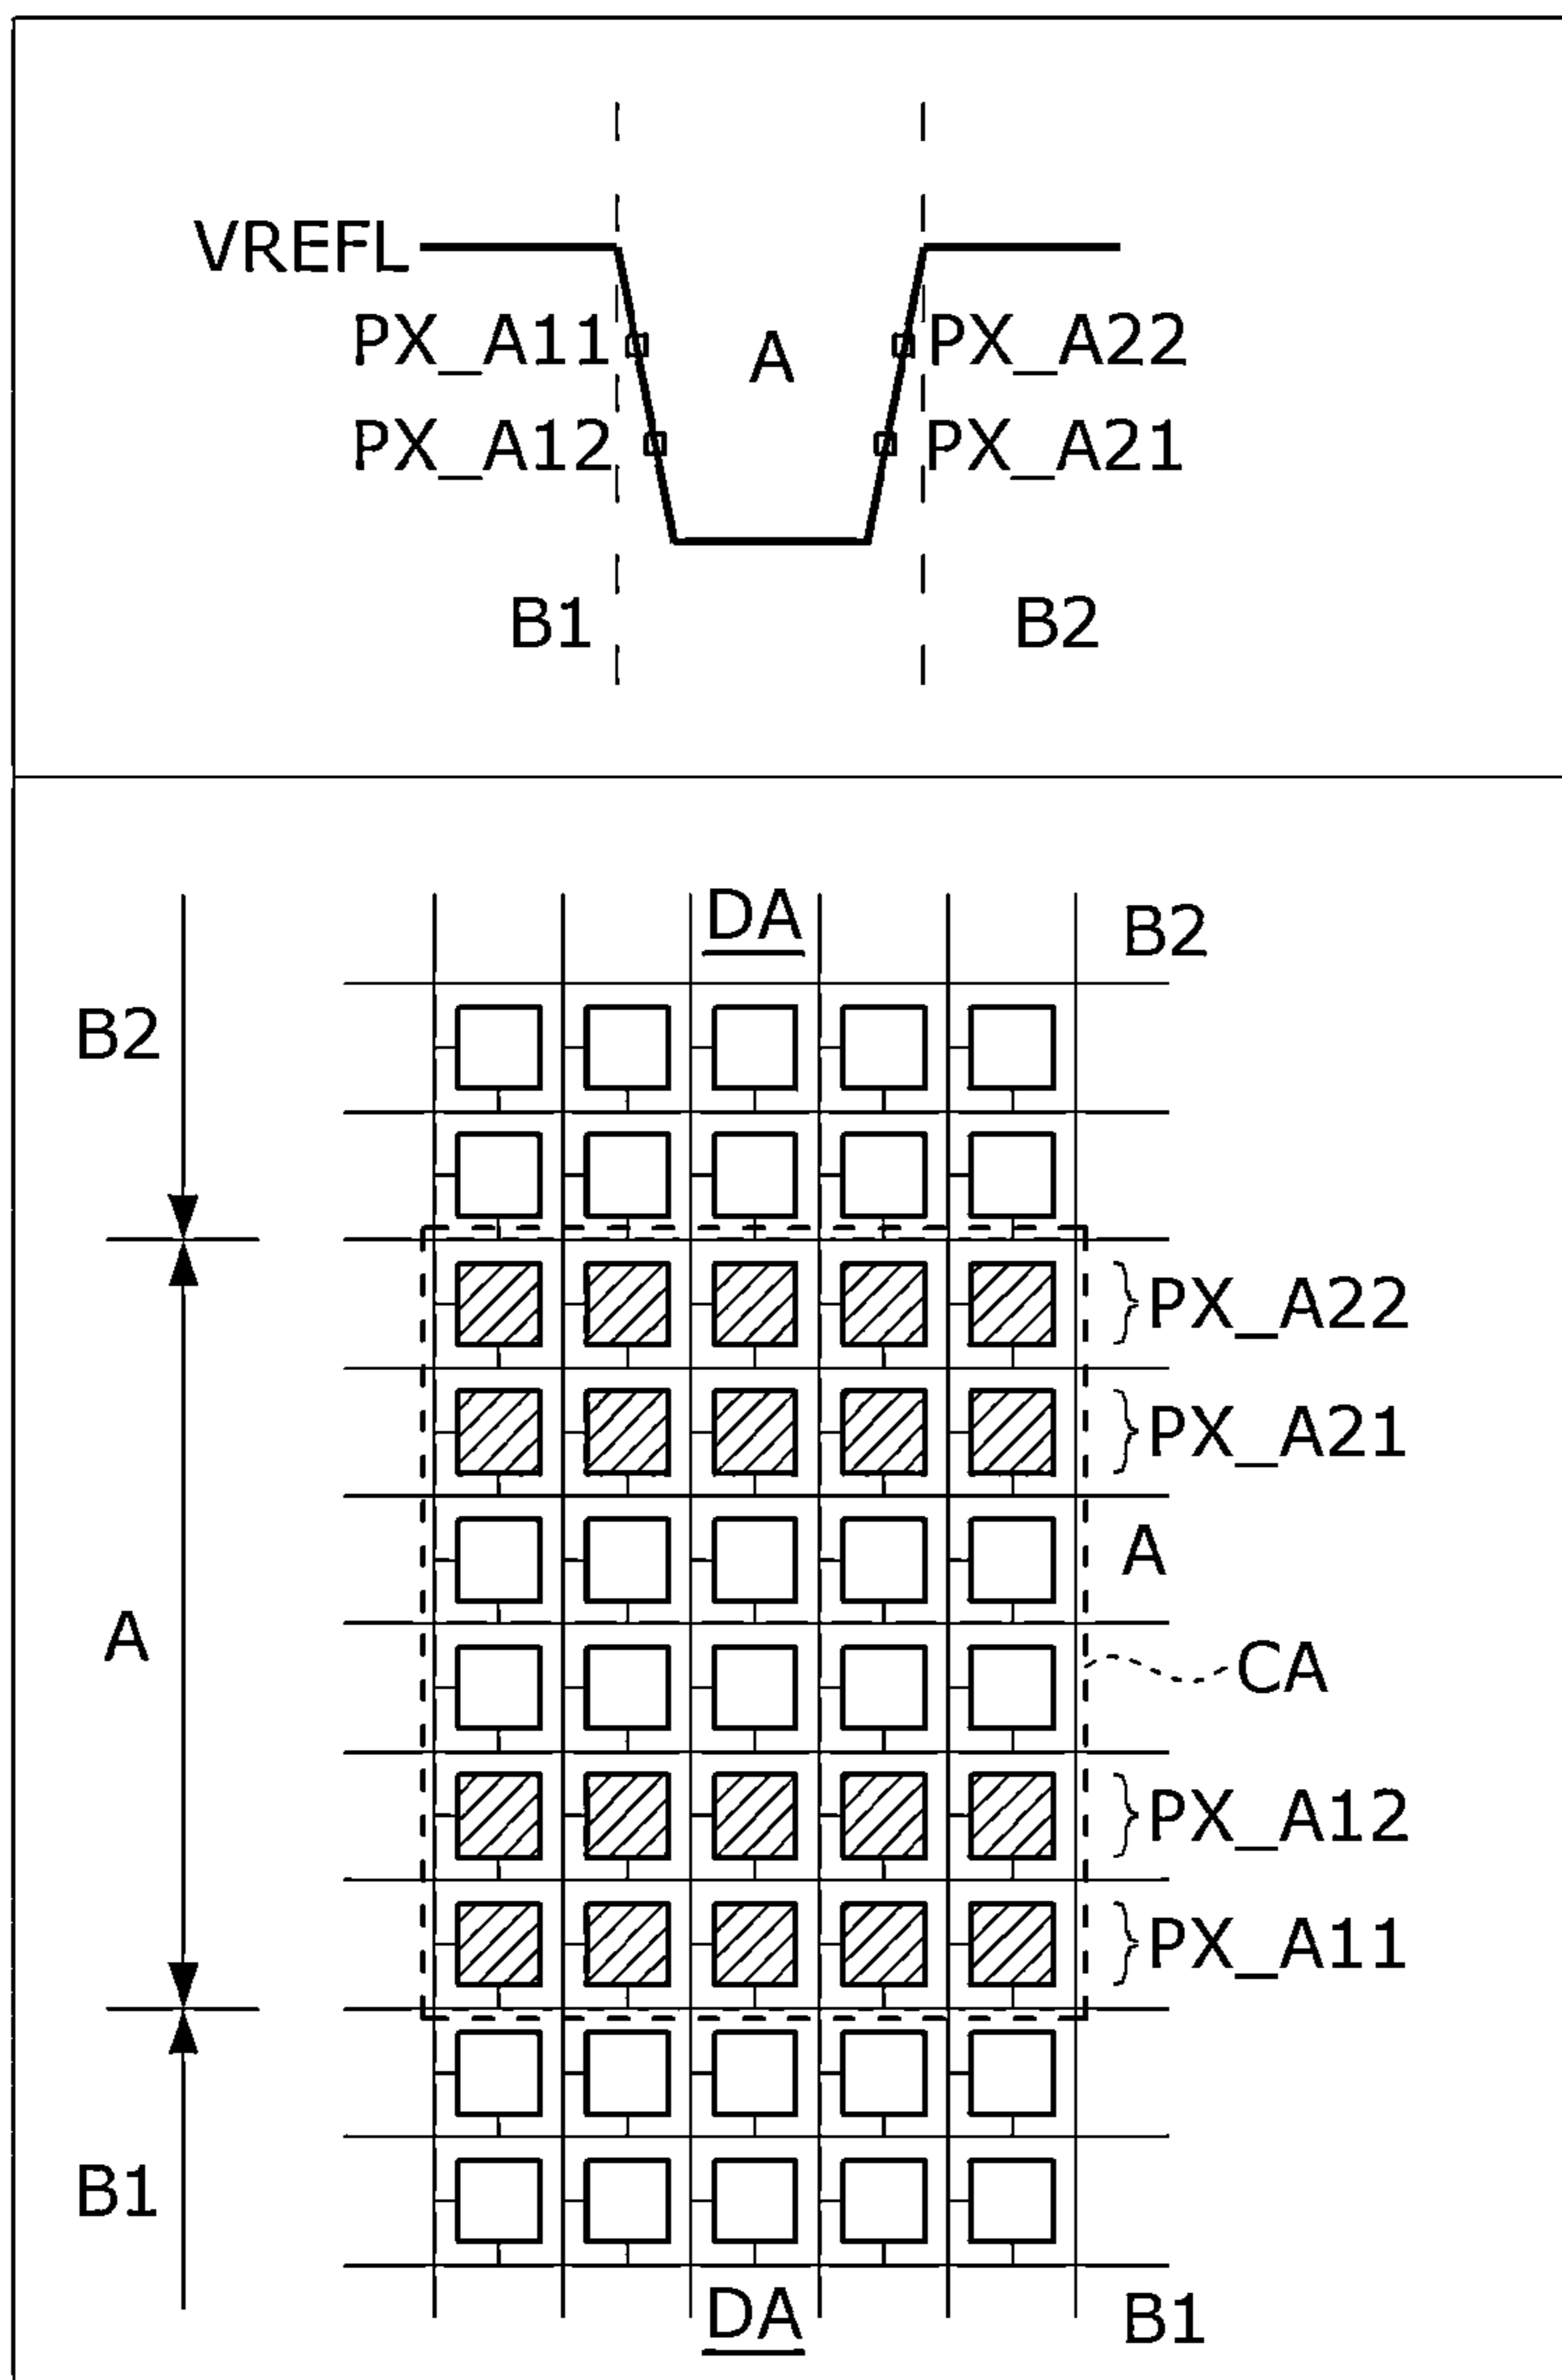 VREFL
PX_A11 A PX_A22
PX_A12 PX_A21
B1 B2
DA B2
B2
PX_A22
PX_A21
A
A
CA
PX_A12
PX_A11
B1
DA B1